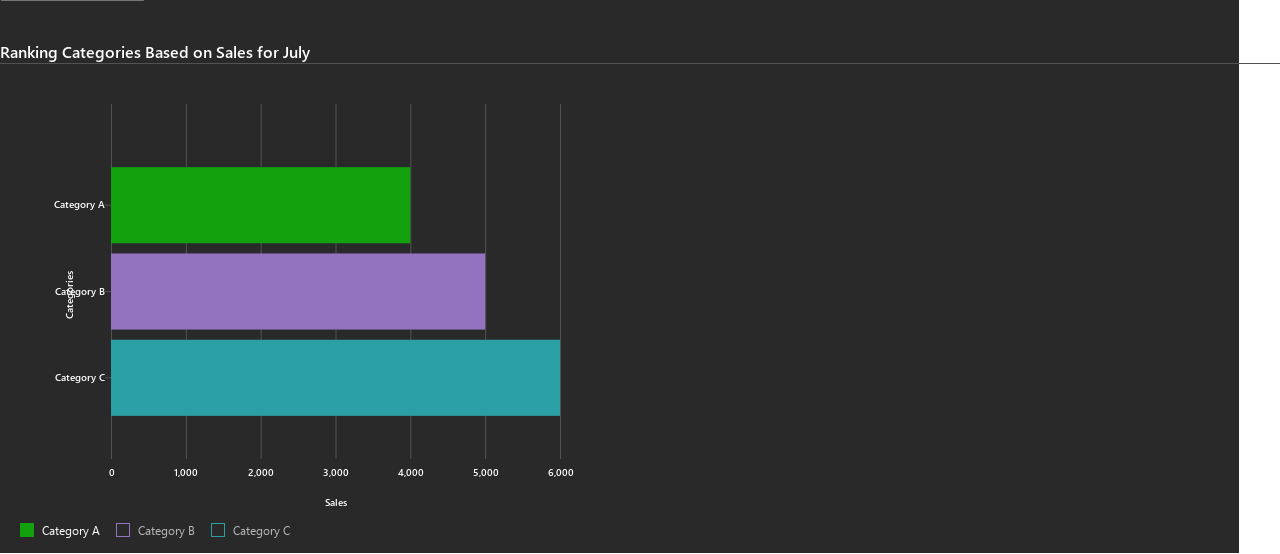 Ranking Categories Based on Sales for July
Category A
Category B
Category C
Categories
0 1,000 2,000 3,000 4,000 5,000 6,000
Sales
Category A Category B Category C